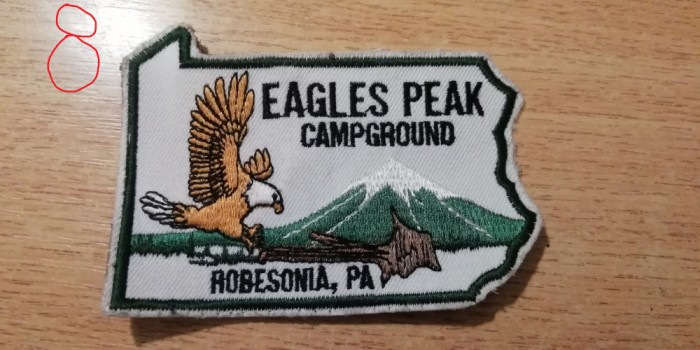 8
EAGLES PEAK
CAMPGROUND
ROBESONIA, PA